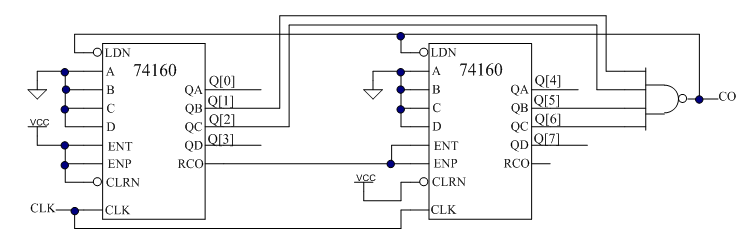 LDN
A 74160
B QA Q[0]
C QB Q[1]
D QC Q[2]
QD Q[3]
VCC
ENT
ENP RCO
CLRN
CLK CLK
LDN
A 74160
B QA Q[4]
C QB Q[5]
D QC Q[6]
QD Q[7]
ENT
ENP RCO
VCC
CLRN
CLK
CO